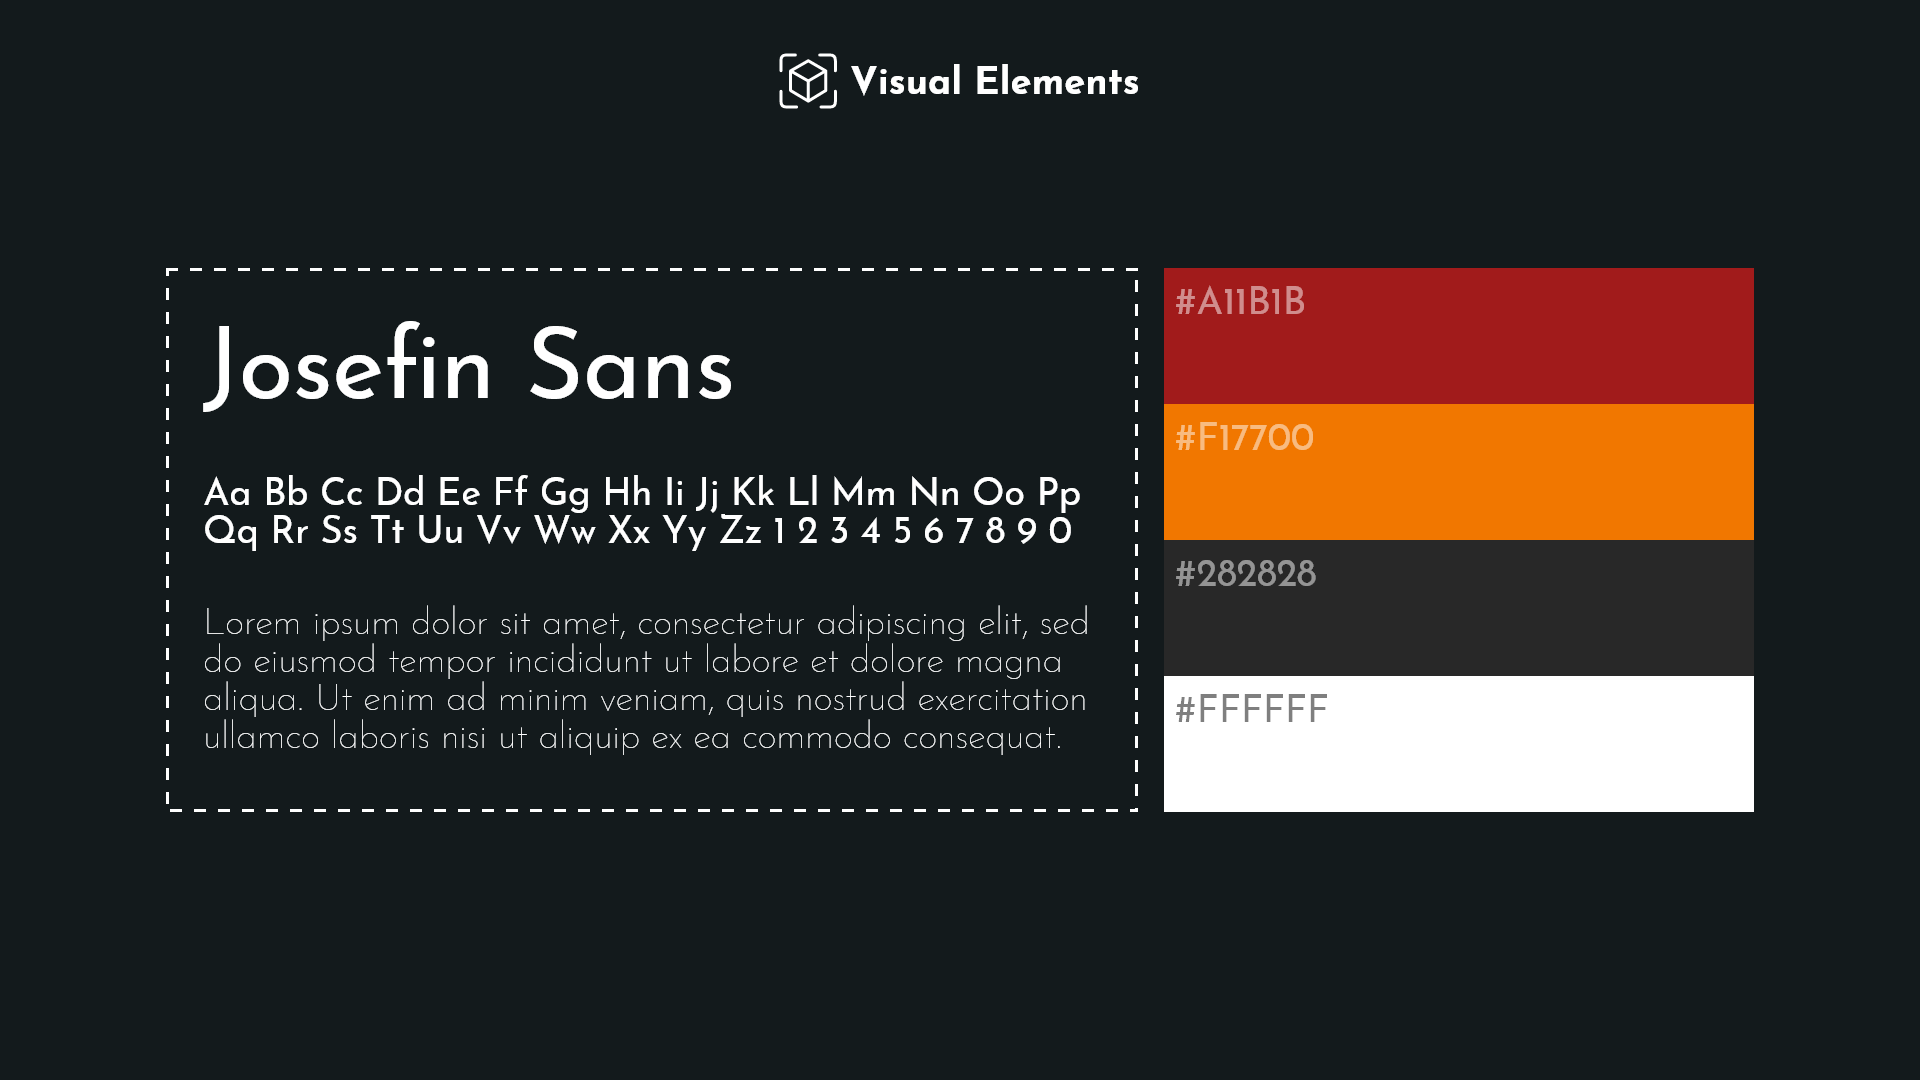 Visual Elements
Josefin Sans
Aa Bb Cc Dd Ee Ff Gg Hh Ii Jj Kk Ll Mm Nn Oo Pp
Qq Rr Ss Tt Uu Vv Ww Xx Yy Zz 1 2 3 4 5 6 7 8 9 0
Lorem ipsum dolor sit amet, consectetur adipiscing elit, sed
do eiusmod tempor incididunt ut labore et dolore magna
aliqua. Ut enim ad minim veniam, quis nostrud exercitation
ullamco laboris nisi ut aliquip ex ea commodo consequat.
#A11B1B
#F17700
#282828
#FFFFFF